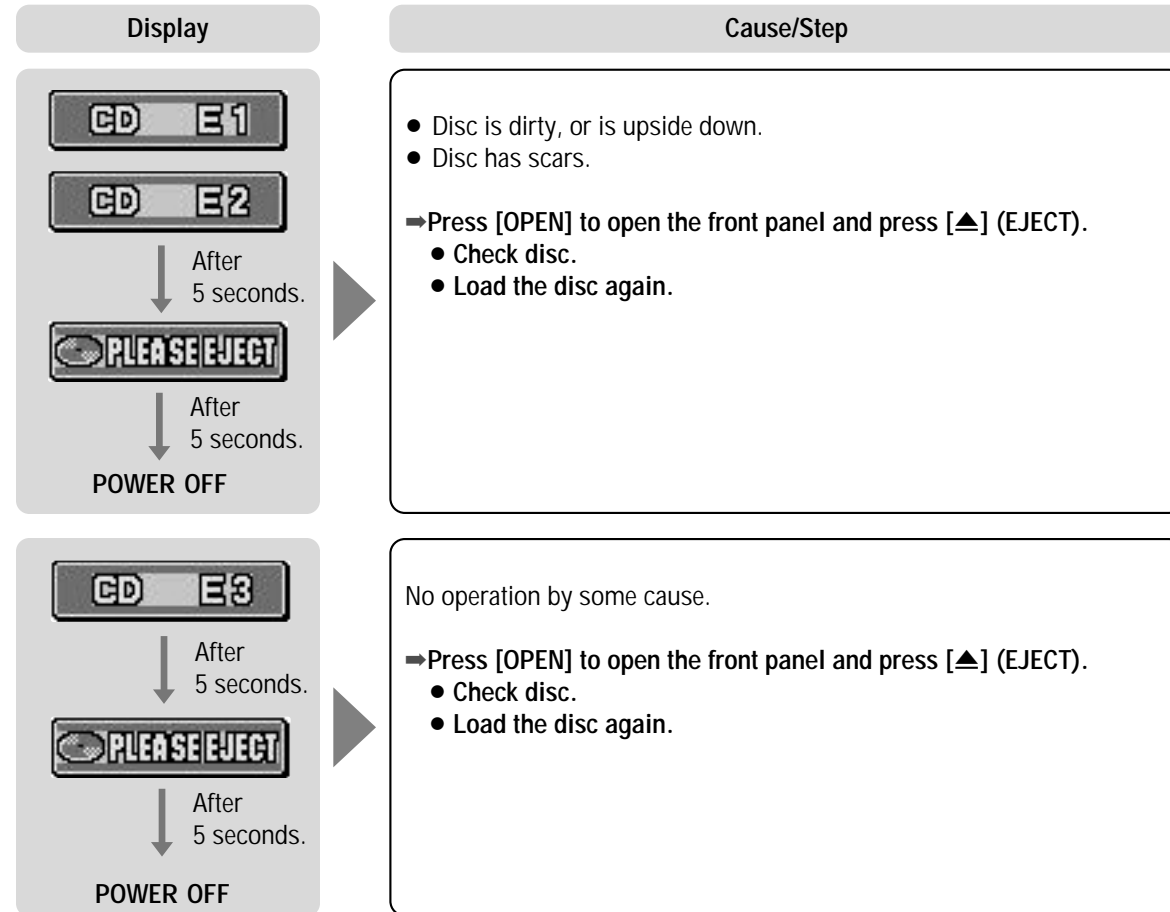 Display
Cause/Step
CD E1
CD E2
After
5 seconds.
PLEASE EJECT
After
5 seconds.
POWER OFF
● Disc is dirty, or is upside down.
● Disc has scars.
➡Press [OPEN] to open the front panel and press [⏏] (EJECT).
● Check disc.
● Load the disc again.
CD E3
After
5 seconds.
PLEASE EJECT
After
5 seconds.
POWER OFF
No operation by some cause.
➡Press [OPEN] to open the front panel and press [⏏] (EJECT).
● Check disc.
● Load the disc again.